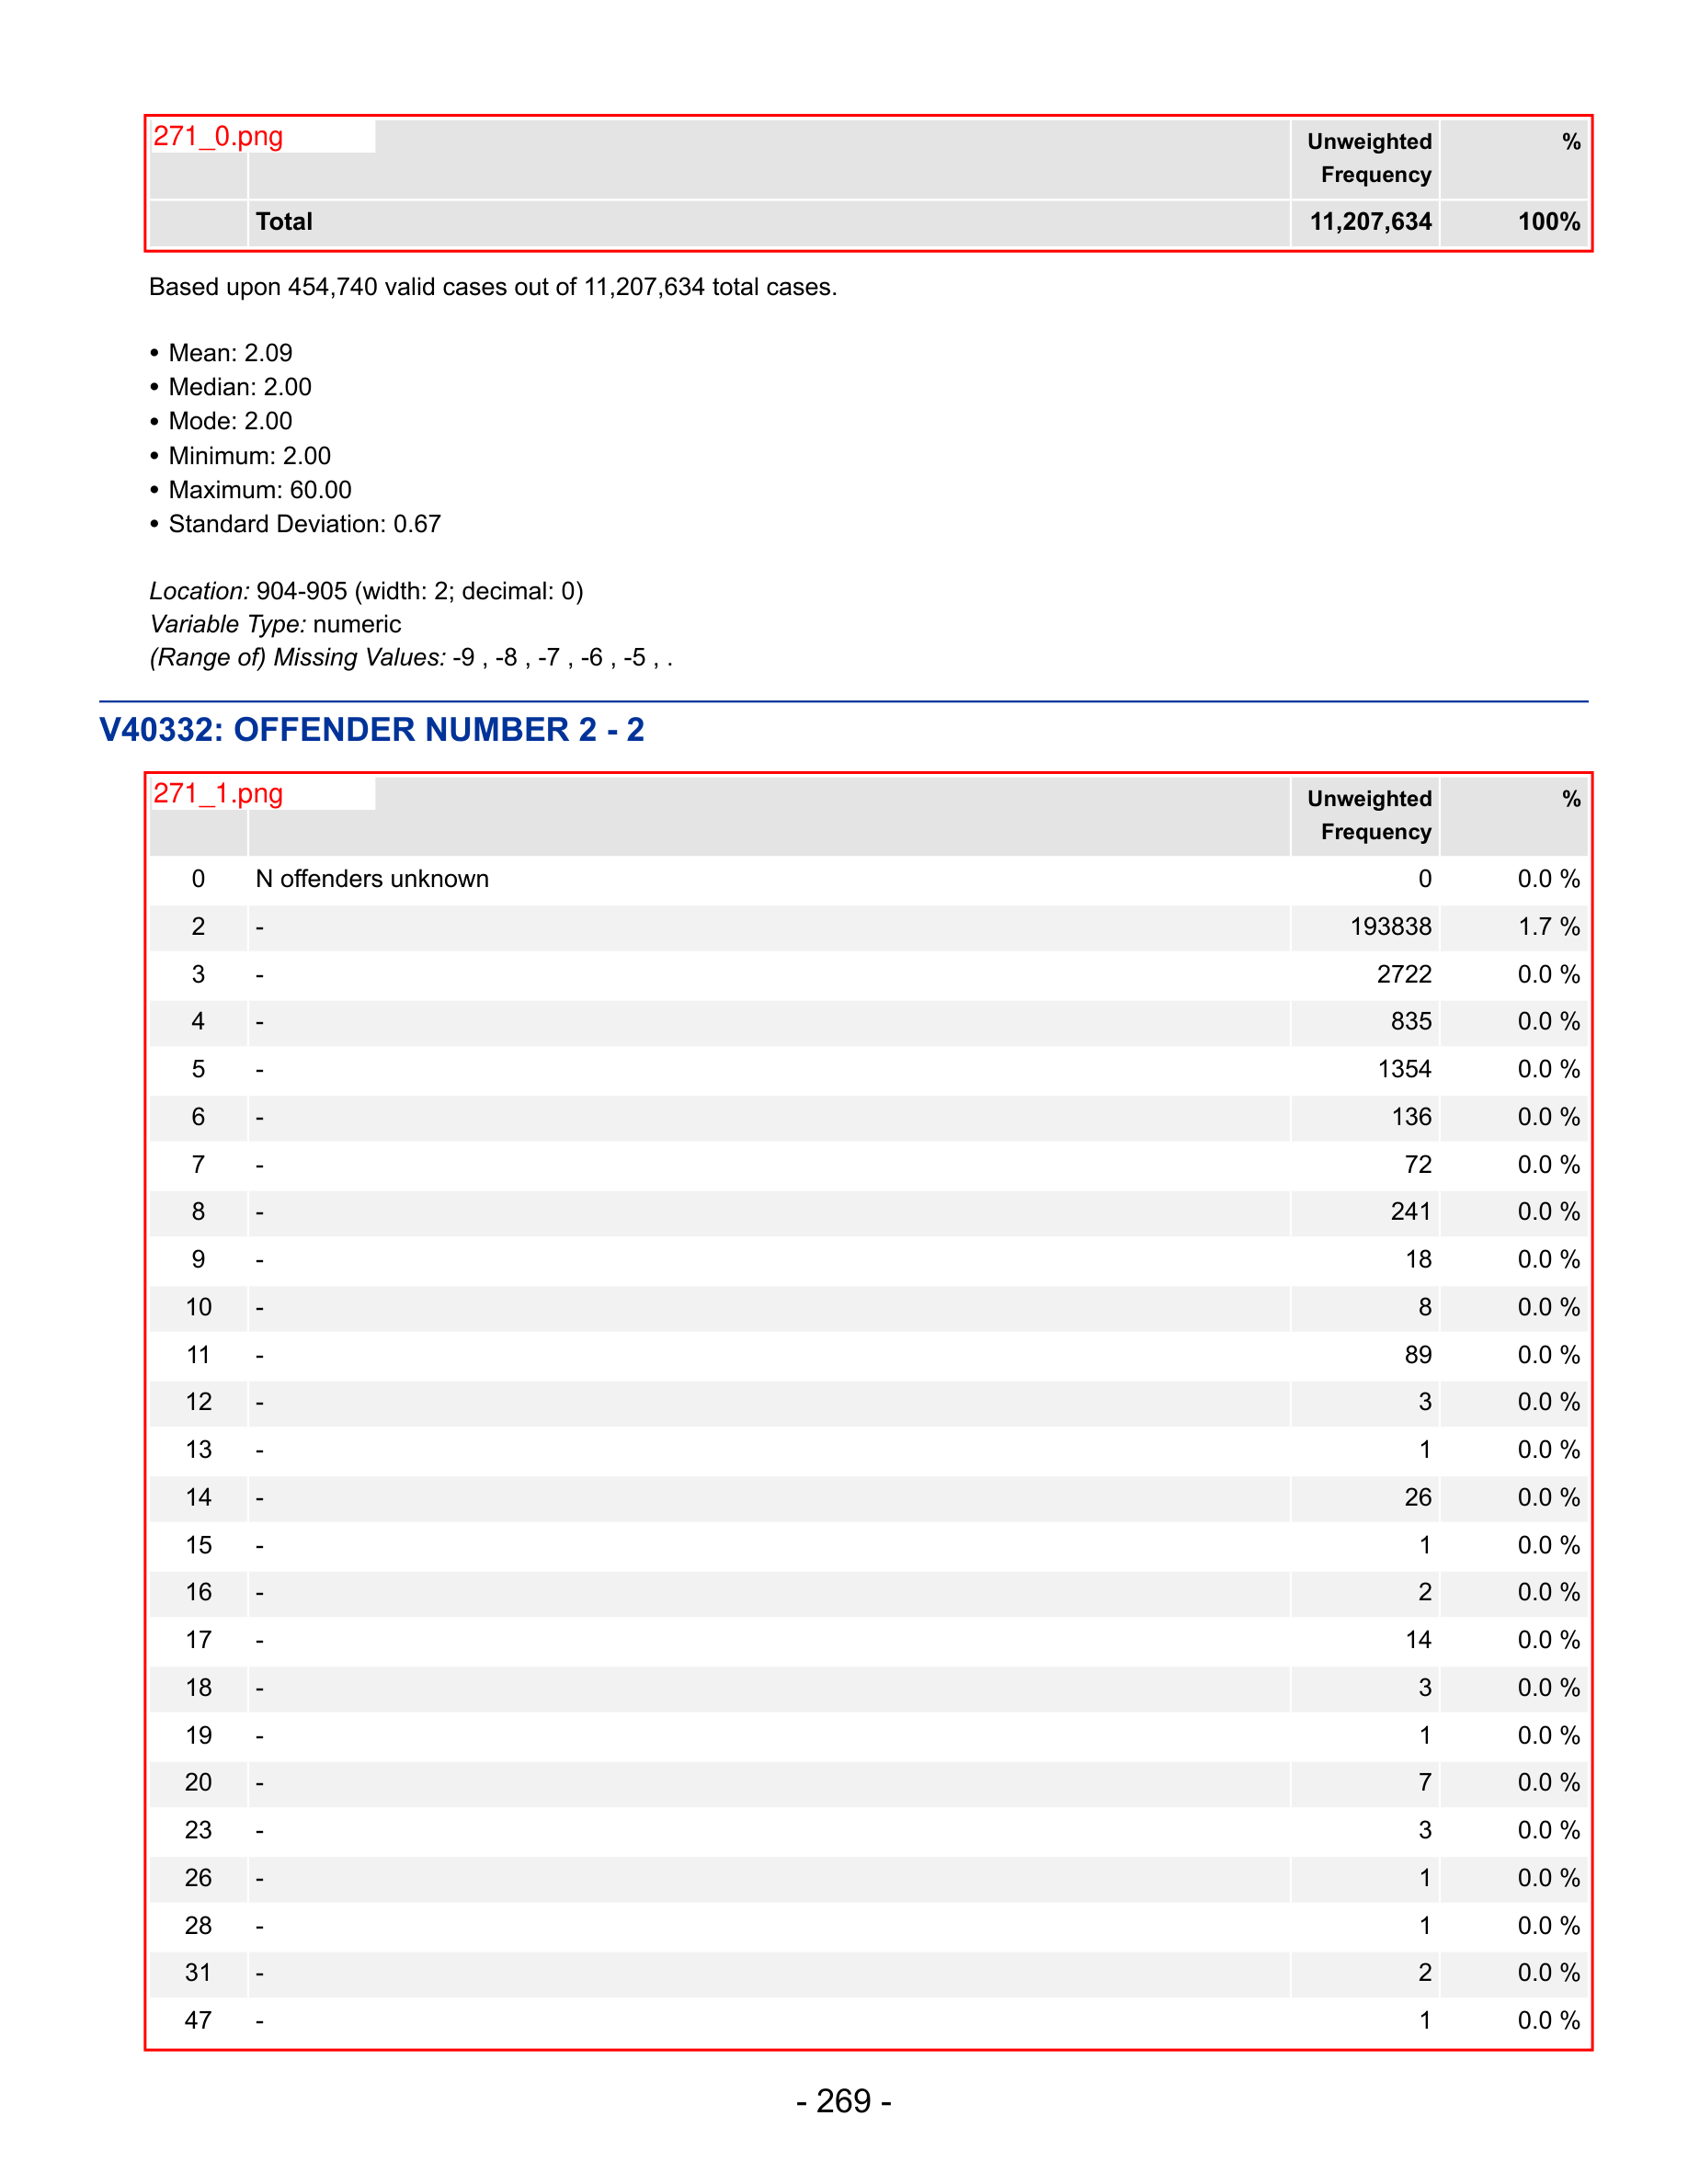 271_0.png
Unweighted Frequency %
Total 11,207,634 100%
Based upon 454,740 valid cases out of 11,207,634 total cases.
• Mean: 2.09
• Median: 2.00
• Mode: 2.00
• Minimum: 2.00
• Maximum: 60.00
• Standard Deviation: 0.67
Location: 904-905 (width: 2; decimal: 0)
Variable Type: numeric
(Range of) Missing Values: -9 , -8 , -7 , -6 , -5 , .
V40332: OFFENDER NUMBER 2 - 2
271_1.png
Unweighted Frequency %
0 N offenders unknown 0 0.0 %
2 - 193838 1.7 %
3 - 2722 0.0 %
4 - 835 0.0 %
5 - 1354 0.0 %
6 - 136 0.0 %
7 - 72 0.0 %
8 - 241 0.0 %
9 - 18 0.0 %
10 - 8 0.0 %
11 - 89 0.0 %
12 - 3 0.0 %
13 - 1 0.0 %
14 - 26 0.0 %
15 - 1 0.0 %
16 - 2 0.0 %
17 - 14 0.0 %
18 - 3 0.0 %
19 - 1 0.0 %
20 - 7 0.0 %
23 - 3 0.0 %
26 - 1 0.0 %
28 - 1 0.0 %
31 - 2 0.0 %
47 - 1 0.0 %
- 269 -